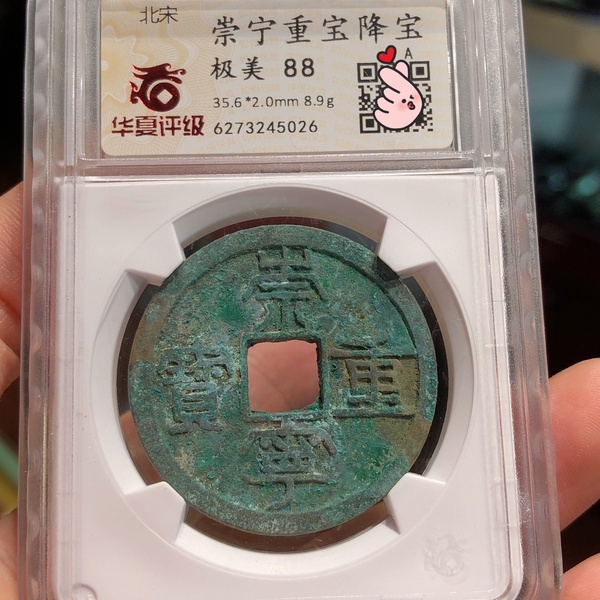 北宋
崇宁重宝降宝
极美 88
35.6*2.0mm 8.9g
华夏评级 6273245026
A
崇
寶 重
寧